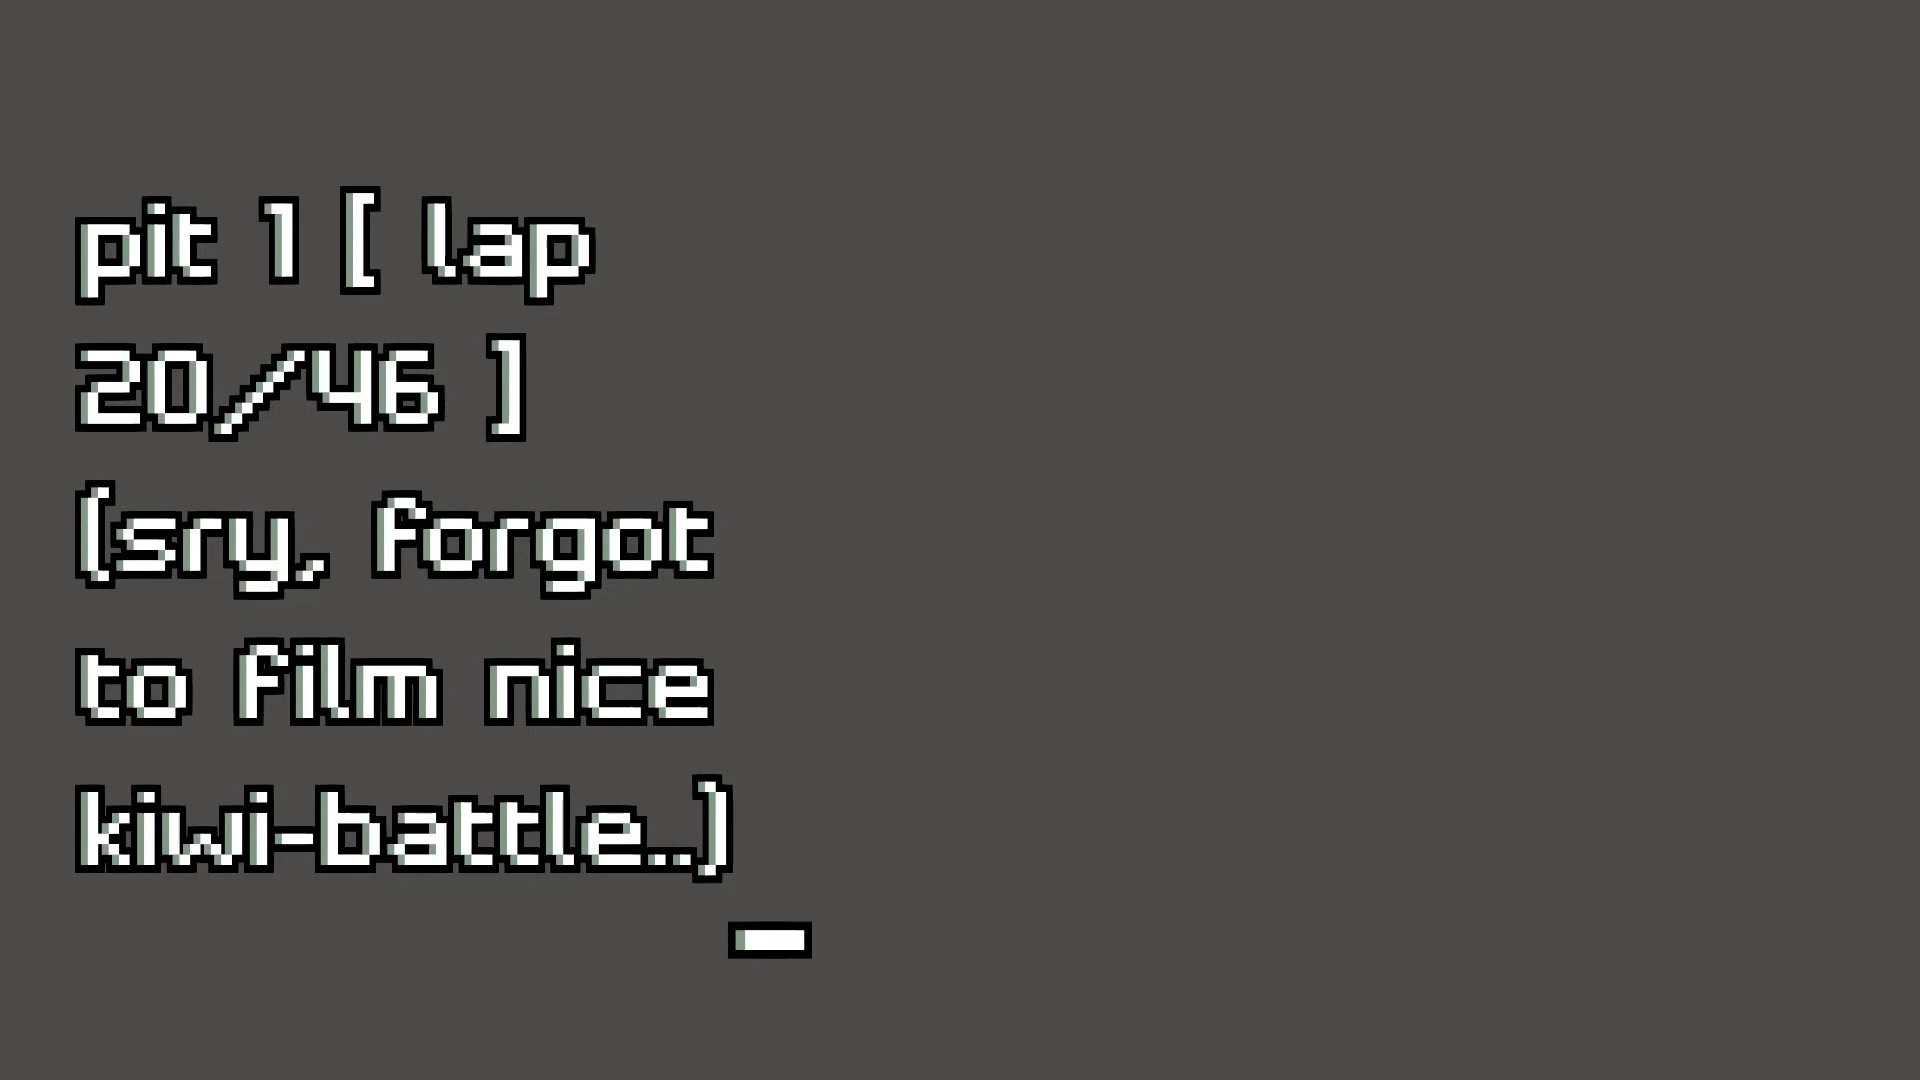 pit 1 [ lap
20/46 ]
(sry, forgot
to film nice
kiwi-battle..)
_